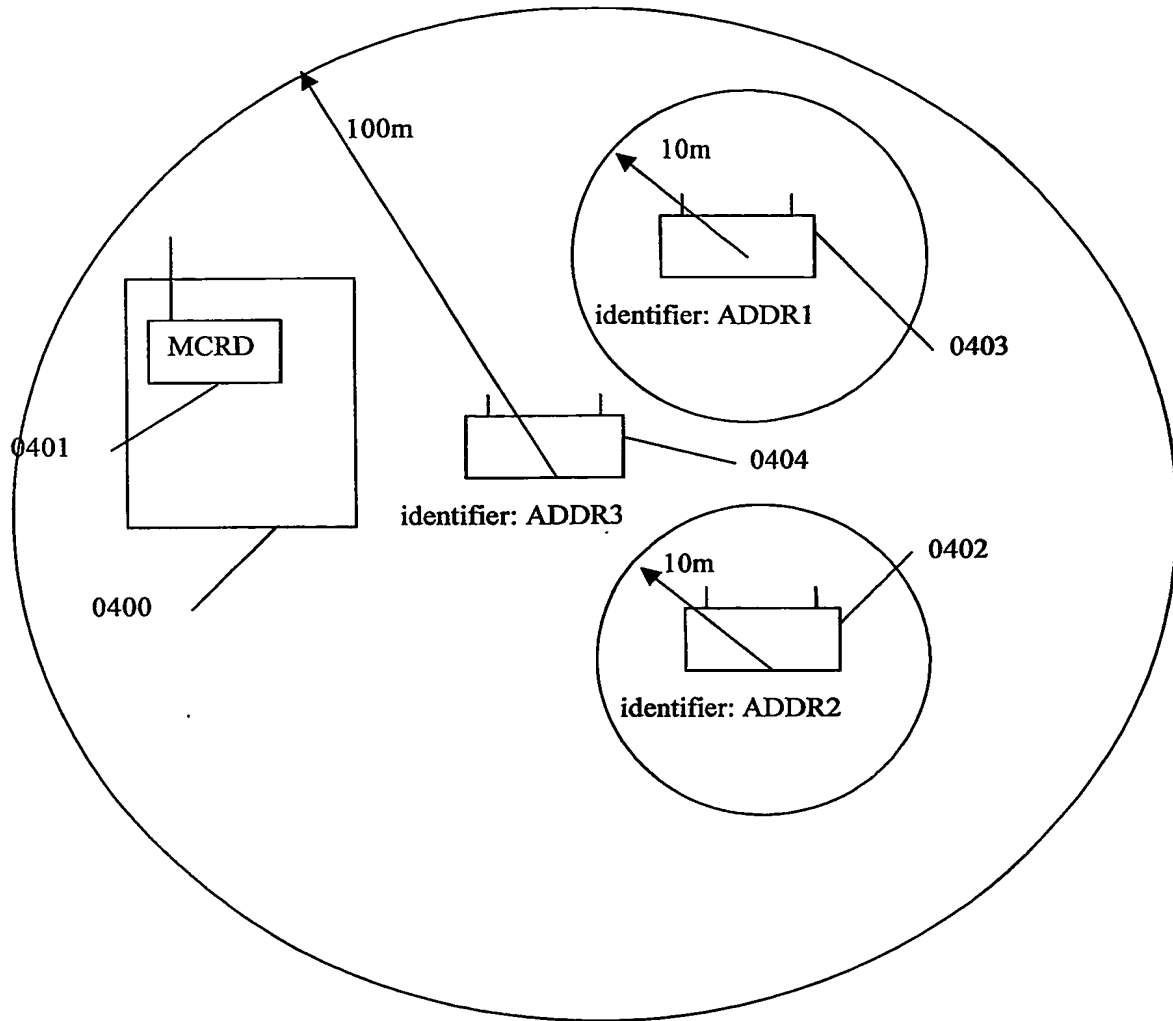 100m
10m
MCRD
identifier: ADDR1
0403
0401
0404
identifier: ADDR3
0402
10m
0400
identifier: ADDR2